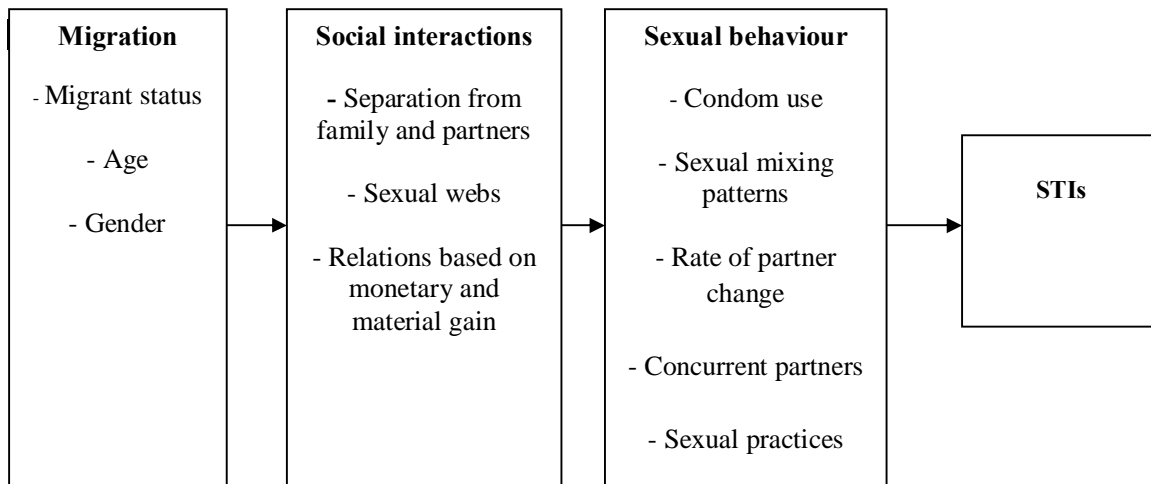 Migration
- Migrant status
- Age
- Gender
Social interactions
- Separation from
family and partners
- Sexual webs
- Relations based on
monetary and
material gain
Sexual behaviour
- Condom use
- Sexual mixing
patterns
- Rate of partner
change
- Concurrent partners
- Sexual practices
STIs